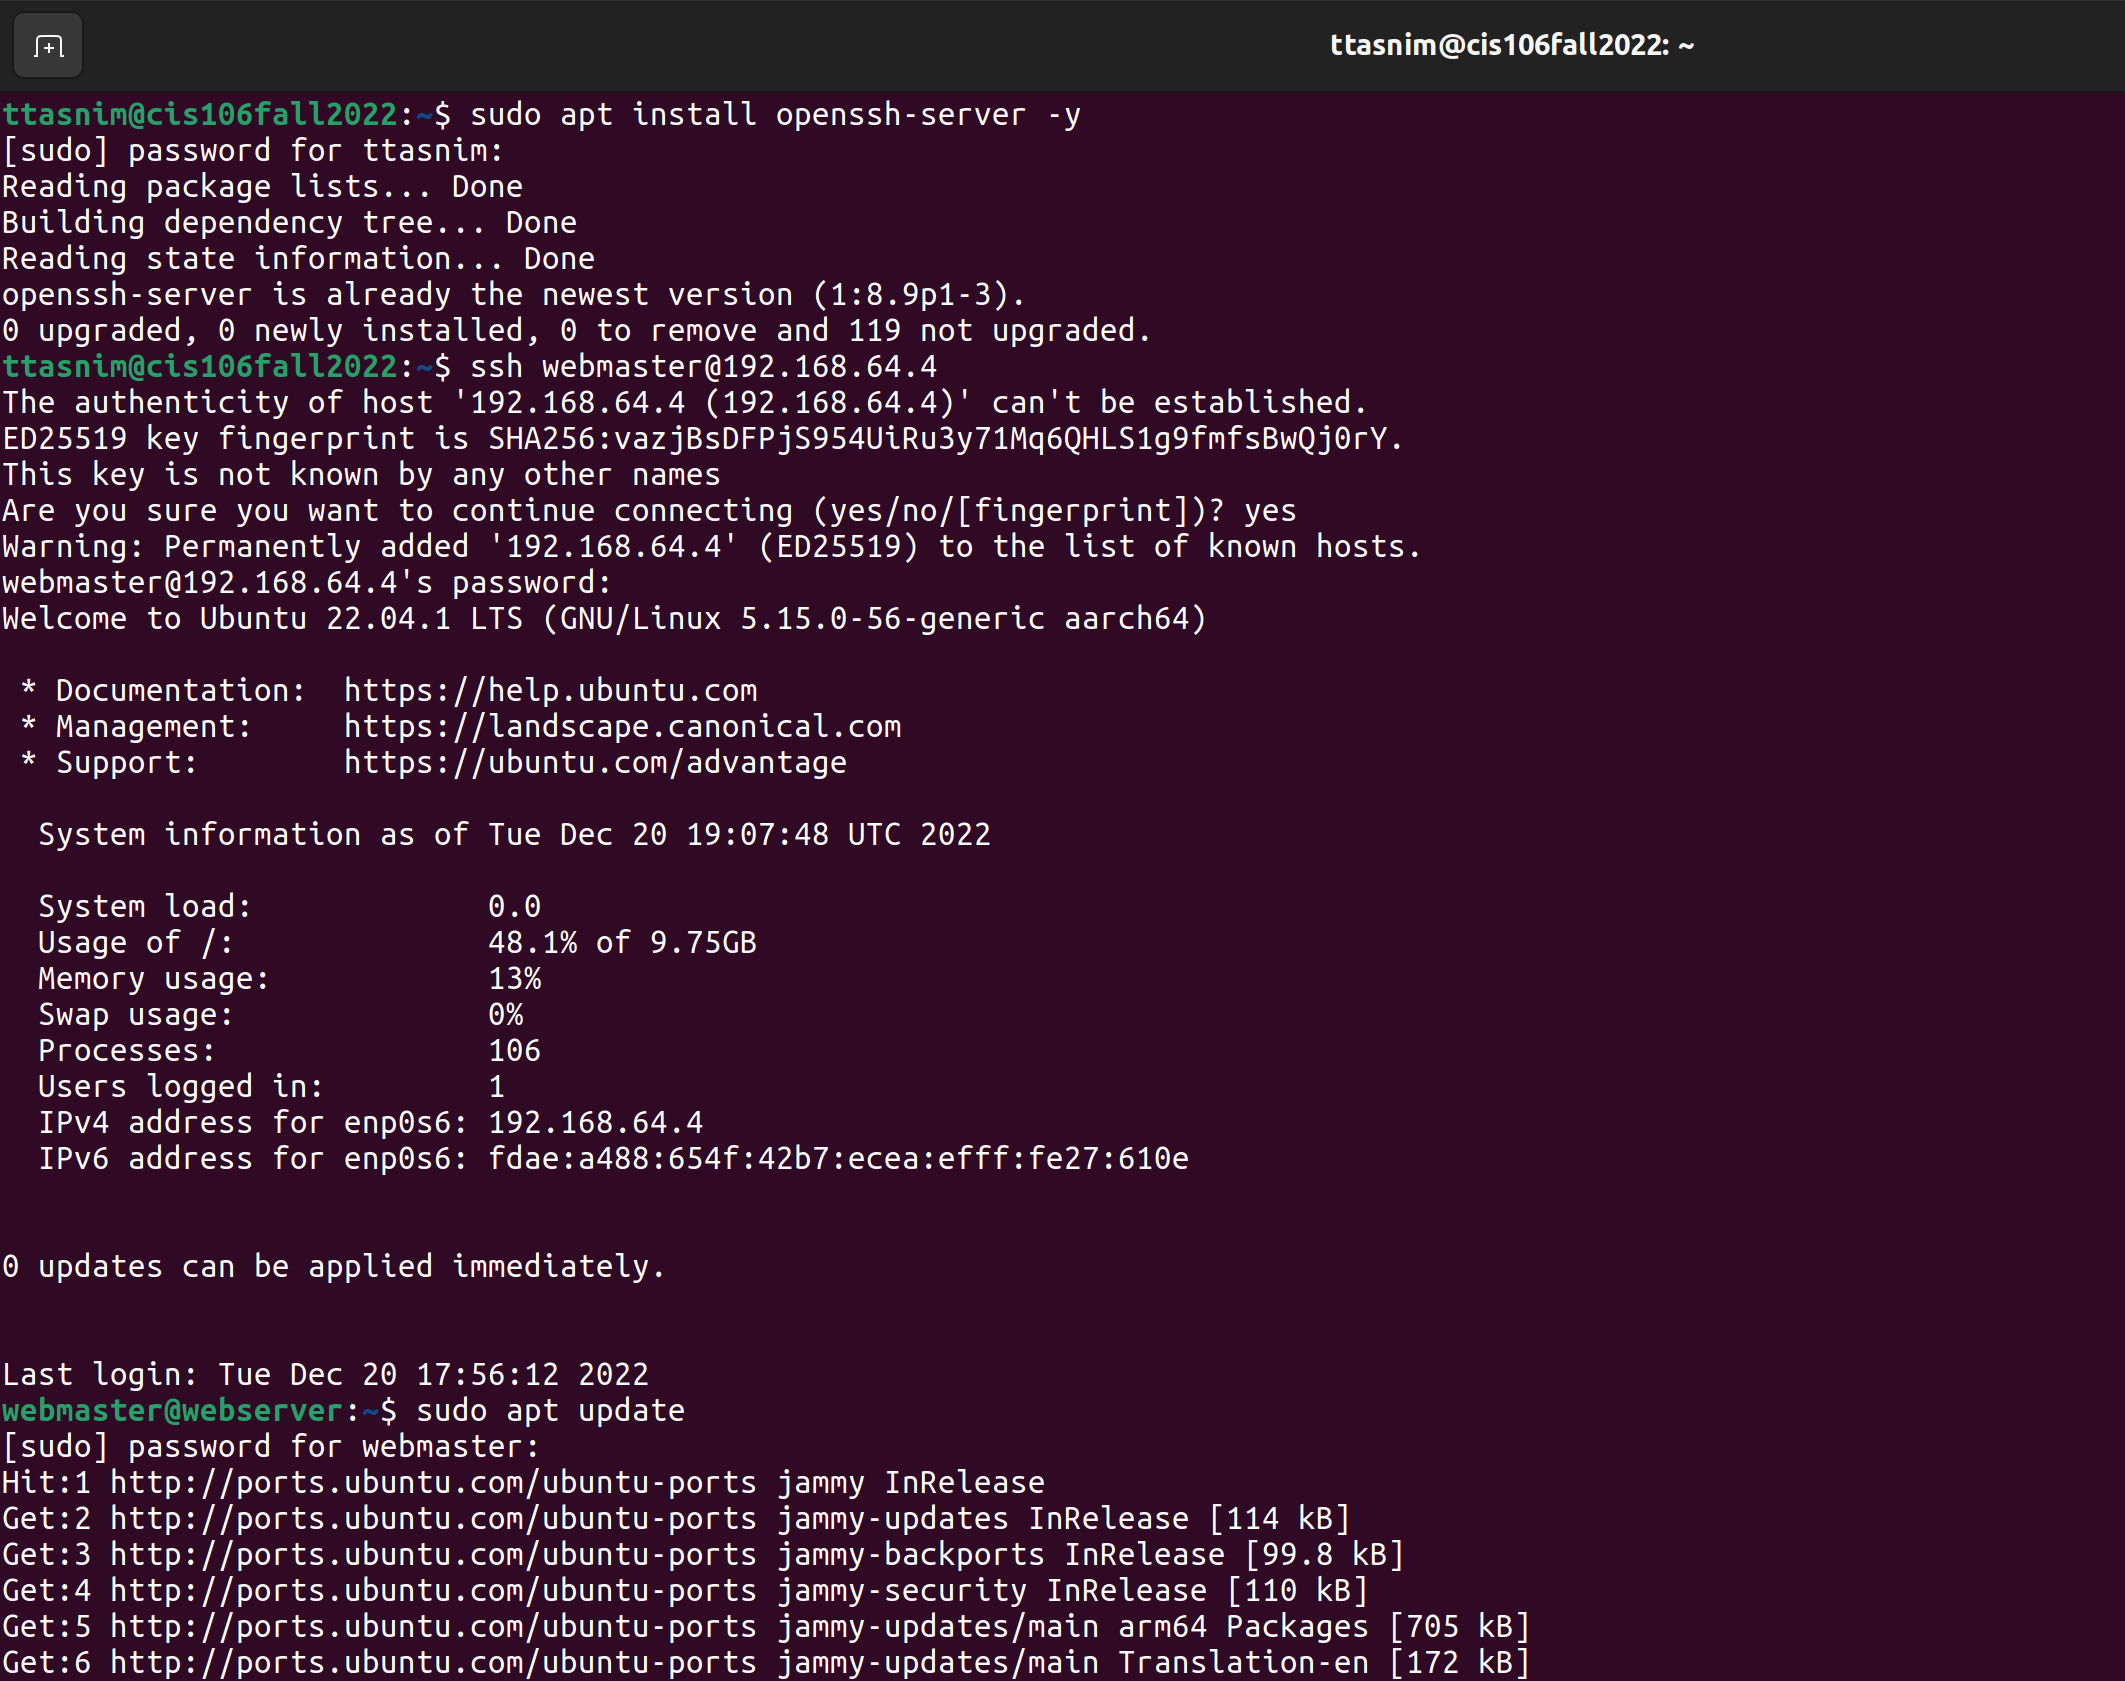 ttasnim@cis106fall2022: ~
ttasnim@cis106fall2022:~$ sudo apt install openssh-server -y
[sudo] password for ttasnim:
Reading package lists... Done
Building dependency tree... Done
Reading state information... Done
openssh-server is already the newest version (1:8.9p1-3).
0 upgraded, 0 newly installed, 0 to remove and 119 not upgraded.
ttasnim@cis106fall2022:~$ ssh webmaster@192.168.64.4
The authenticity of host '192.168.64.4 (192.168.64.4)' can't be established.
ED25519 key fingerprint is SHA256:vazjBsDFPjS954UiRu3y71Mq6QHLS1g9fmfsBwQj0rY.
This key is not known by any other names
Are you sure you want to continue connecting (yes/no/[fingerprint])? yes
Warning: Permanently added '192.168.64.4' (ED25519) to the list of known hosts.
webmaster@192.168.64.4's password:
Welcome to Ubuntu 22.04.1 LTS (GNU/Linux 5.15.0-56-generic aarch64)
* Documentation:  https://help.ubuntu.com
* Management:     https://landscape.canonical.com
* Support:        https://ubuntu.com/advantage
System information as of Tue Dec 20 19:07:48 UTC 2022
System load:             0.0
Usage of /:              48.1% of 9.75GB
Memory usage:            13%
Swap usage:              0%
Processes:               106
Users logged in:         1
IPv4 address for enp0s6: 192.168.64.4
IPv6 address for enp0s6: fdae:a488:654f:42b7:ecea:efff:fe27:610e
0 updates can be applied immediately.
Last login: Tue Dec 20 17:56:12 2022
webmaster@webserver:~$ sudo apt update
[sudo] password for webmaster:
Hit:1 http://ports.ubuntu.com/ubuntu-ports jammy InRelease
Get:2 http://ports.ubuntu.com/ubuntu-ports jammy-updates InRelease [114 kB]
Get:3 http://ports.ubuntu.com/ubuntu-ports jammy-backports InRelease [99.8 kB]
Get:4 http://ports.ubuntu.com/ubuntu-ports jammy-security InRelease [110 kB]
Get:5 http://ports.ubuntu.com/ubuntu-ports jammy-updates/main arm64 Packages [705 kB]
Get:6 http://ports.ubuntu.com/ubuntu-ports jammy-updates/main Translation-en [172 kB]